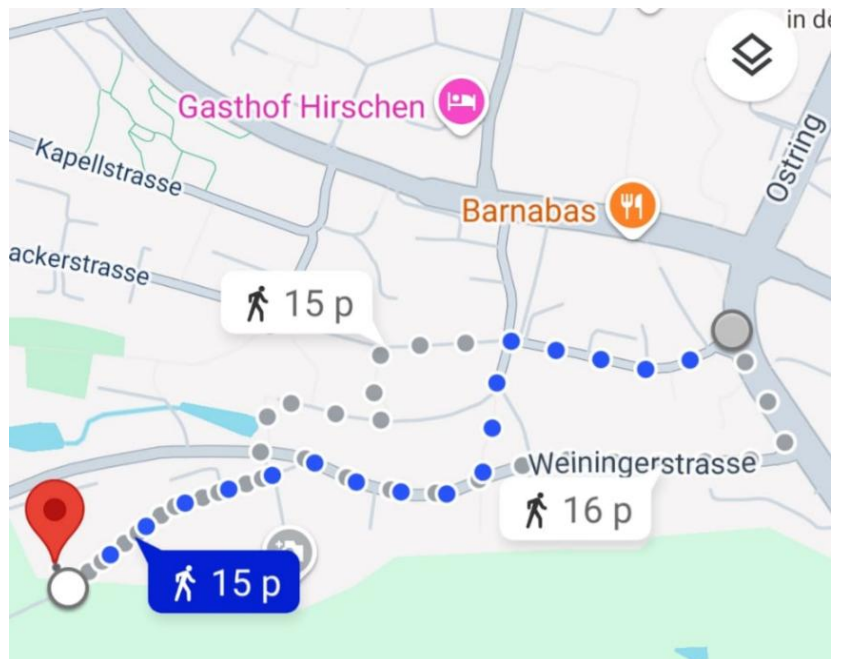 in de
Gasthof Hirschen
Kapellstrasse
Ostring
Barnabas
ackerstrasse
15 p
Weiningerstrasse
16 p
15 p